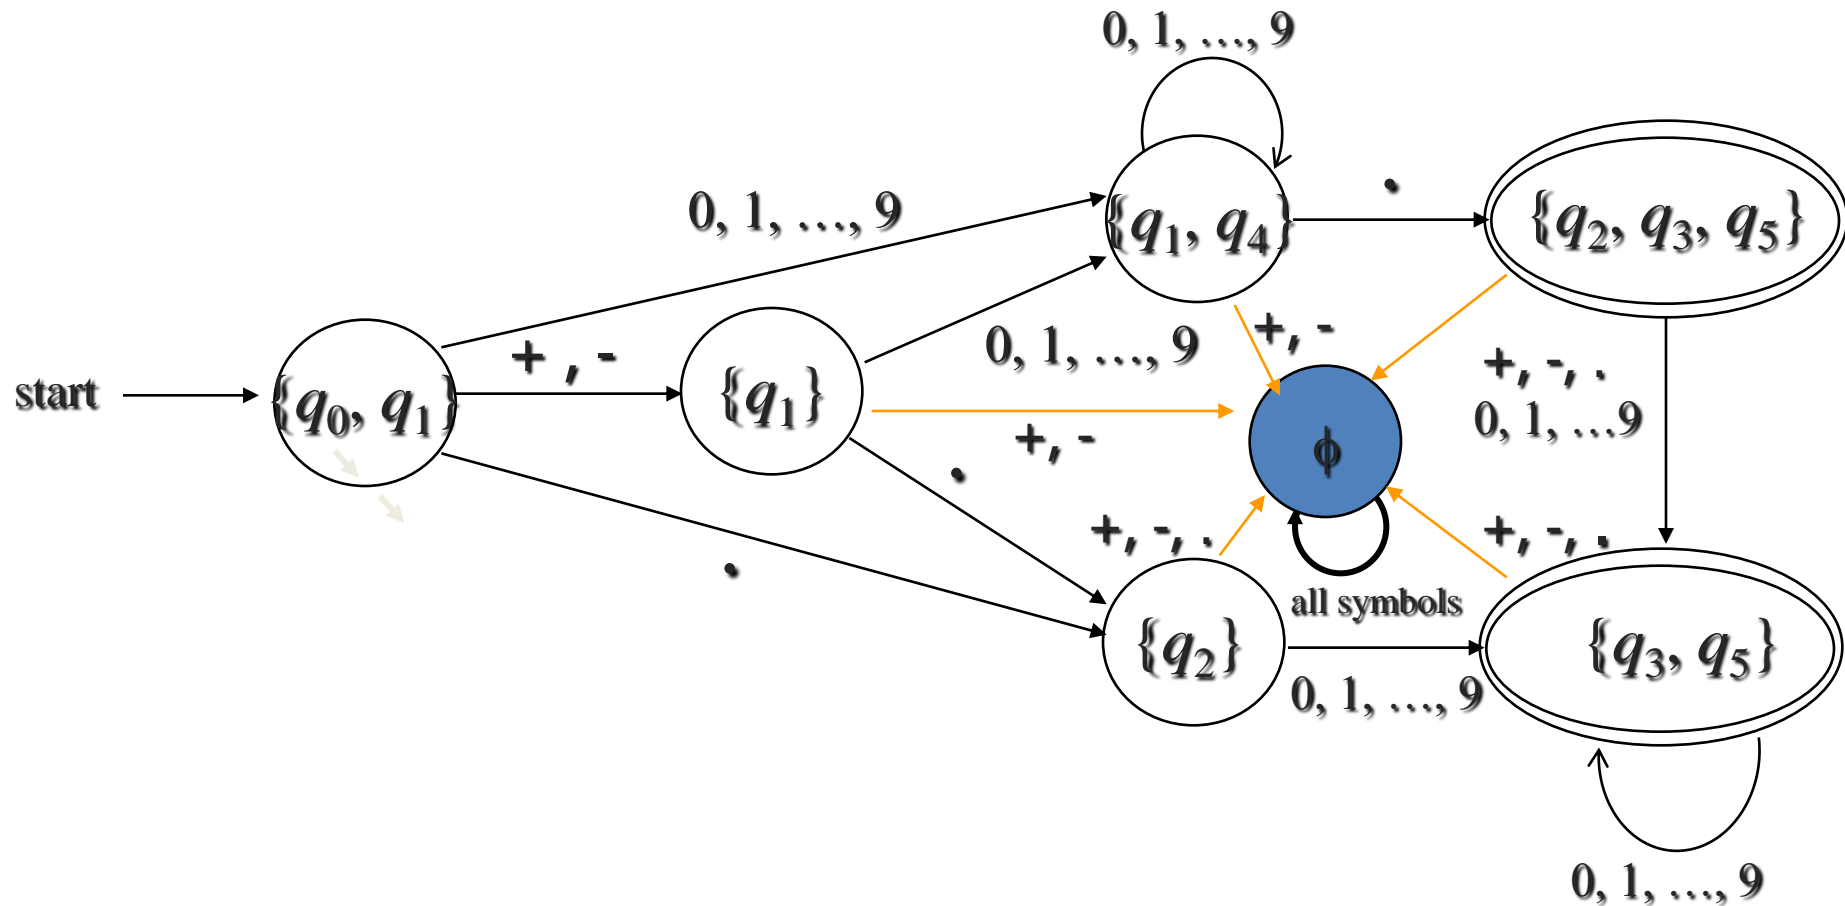 0, 1, …, 9
0, 1, …, 9
.
{q₁, q₄}
{q₂, q₃, q₅}
+ , -
0, 1, …, 9
+, -
+, -, .
0, 1, …9
start
{q₀, q₁}
{q₁}
+, -
ϕ
.
.
+, -, .
+, -, .
all symbols
{q₂}
{q₃, q₅}
0, 1, …, 9
0, 1, …, 9